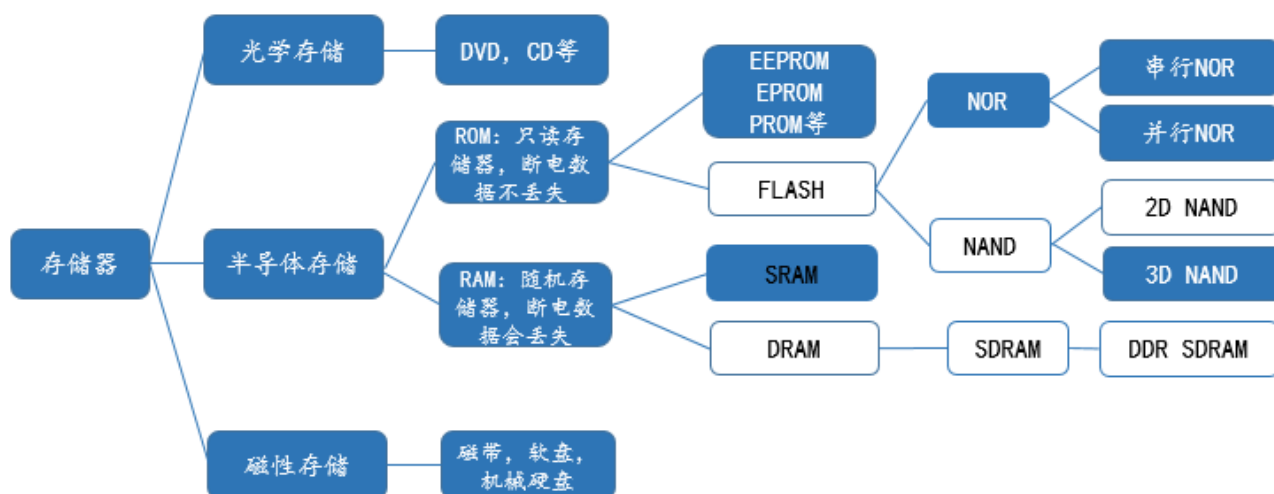 存储器
光学存储
DVD, CD等
半导体存储
ROM: 只读存
储器, 断电数
据不丢失
EEPROM
EPROM
PROM等
FLASH
NOR
串行NOR
并行NOR
NAND
2D NAND
3D NAND
RAM: 随机存
储器, 断电数
据会丢失
SRAM
DRAM
SDRAM
DDR SDRAM
磁性存储
磁带, 软盘,
机械硬盘